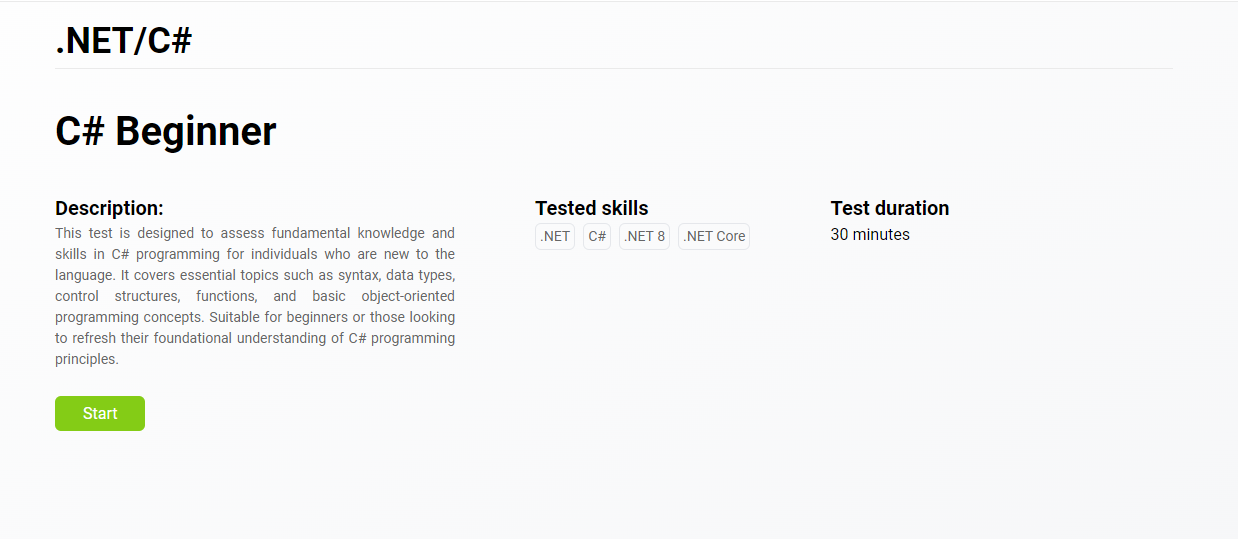 .NET/C#
C# Beginner
Description:
This test is designed to assess fundamental knowledge and
skills in C# programming for individuals who are new to the
language. It covers essential topics such as syntax, data types,
control structures, functions, and basic object-oriented
programming concepts. Suitable for beginners or those looking
to refresh their foundational understanding of C# programming
principles.
Start
Tested skills
.NET C# .NET 8 .NET Core
Test duration
30 minutes